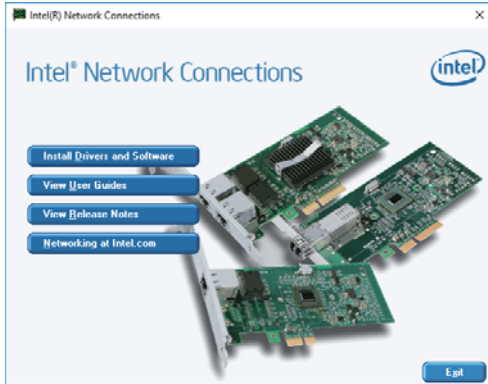 Intel(R) Network Connections
Intel® Network Connections
intel
Install Drivers and Software
View User Guides
View Release Notes
Networking at Intel.com
Exit